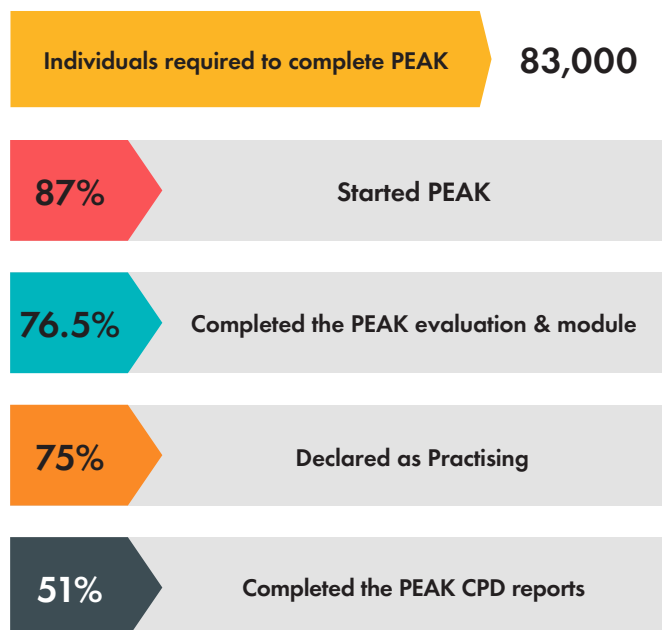 Individuals required to complete PEAK 83,000
87% Started PEAK
76.5% Completed the PEAK evaluation & module
75% Declared as Practising
51% Completed the PEAK CPD reports